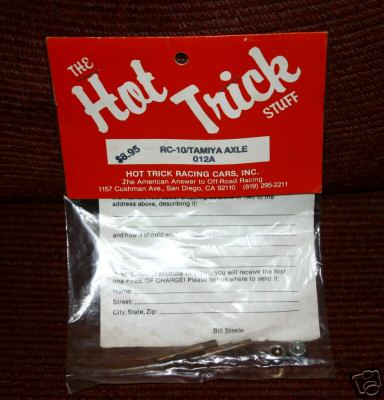 THE
Hot Trick
STUFF
$8.95
RC-10/TAMIYA AXLE
012A
HOT TRICK RACING CARS, INC.
The American Answer to Off-Road Racing
1157 Cushman Ave., San Diego, CA 92110 (619) 295-2211
address above, describing it:
and how it should
produce you will receive the first
one FREE OF CHARGE! Please tell us where to send it:
Name:
Street:
City, State, Zip:
Bill Steele